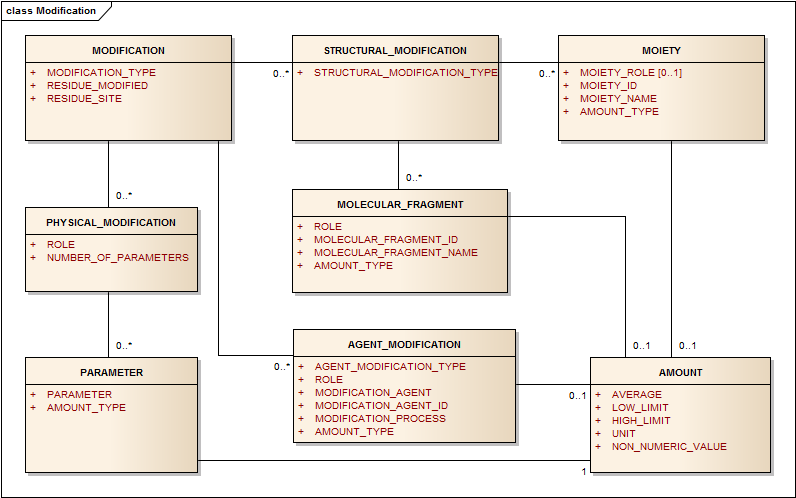 class Modification
MODIFICATION
+ MODIFICATION_TYPE
+ RESIDUE_MODIFIED
+ RESIDUE_SITE
0..*
STRUCTURAL_MODIFICATION
+ STRUCTURAL_MODIFICATION_TYPE
0..*
MOIETY
+ MOIETY_ROLE [0..1]
+ MOIETY_ID
+ MOIETY_NAME
+ AMOUNT_TYPE
0..*
PHYSICAL_MODIFICATION
+ ROLE
+ NUMBER_OF_PARAMETERS
0..*
MOLECULAR_FRAGMENT
+ ROLE
+ MOLECULAR_FRAGMENT_ID
+ MOLECULAR_FRAGMENT_NAME
+ AMOUNT_TYPE
0..*
PARAMETER
+ PARAMETER
+ AMOUNT_TYPE
0..*
AGENT_MODIFICATION
+ AGENT_MODIFICATION_TYPE
+ ROLE
+ MODIFICATION_AGENT
+ MODIFICATION_AGENT_ID
+ MODIFICATION_PROCESS
+ AMOUNT_TYPE
0..1
0..1
0..1
AMOUNT
+ AVERAGE
+ LOW_LIMIT
+ HIGH_LIMIT
+ UNIT
+ NON_NUMERIC_VALUE
1